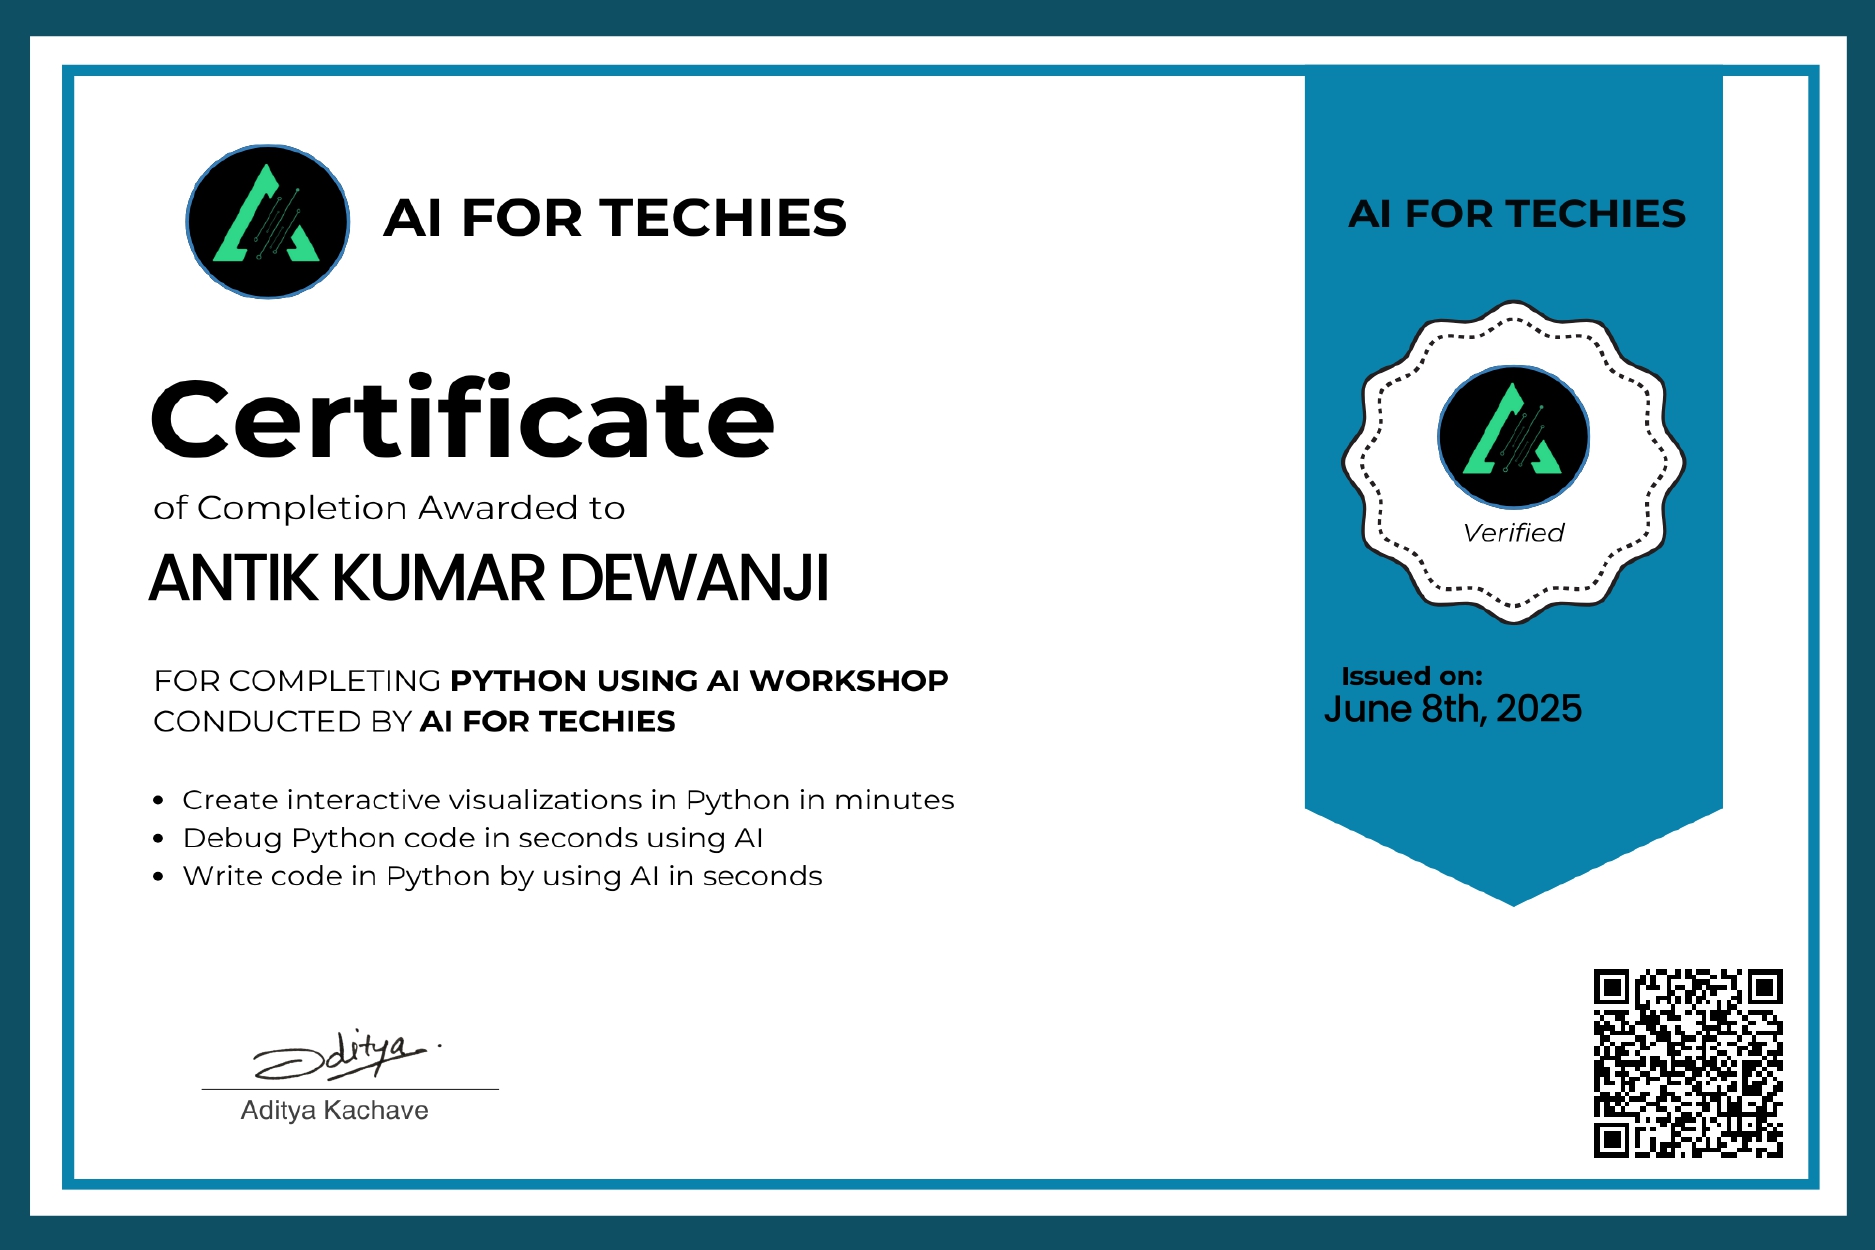 AI FOR TECHIES
Certificate
of Completion Awarded to
ANTIK KUMAR DEWANJI
FOR COMPLETING PYTHON USING AI WORKSHOP
CONDUCTED BY AI FOR TECHIES
• Create interactive visualizations in Python in minutes
• Debug Python code in seconds using AI
• Write code in Python by using AI in seconds
Aditya
Aditya Kachave
AI FOR TECHIES
Verified
Issued on:
June 8th, 2025